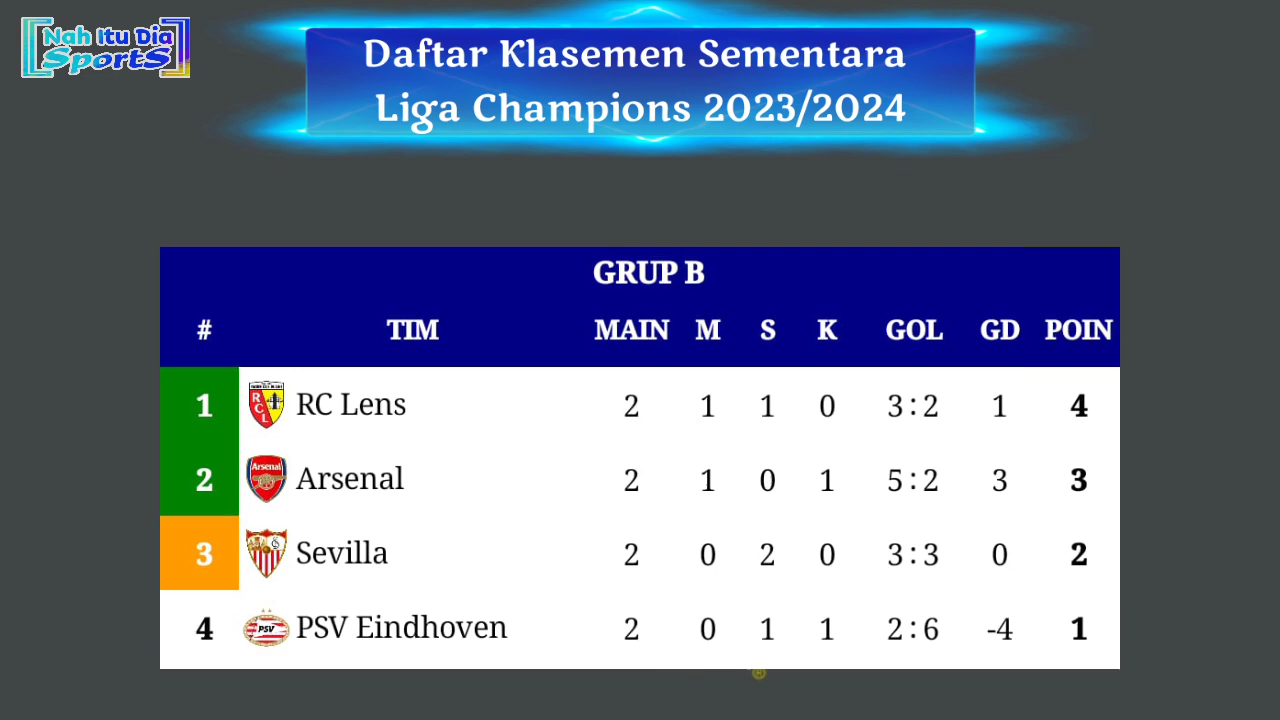 Nah Itu Dia
Sports
Daftar Klasemen Sementara
Liga Champions 2023/2024
GRUP B
# TIM MAIN M S K GOL GD POIN
1 RCL RC Lens 2 1 1 0 3:2 1 4
2 Arsenal Arsenal 2 1 0 1 5:2 3 3
3 Sevilla 2 0 2 0 3:3 0 2
4 PSV PSV Eindhoven 2 0 1 1 2:6 -4 1
®